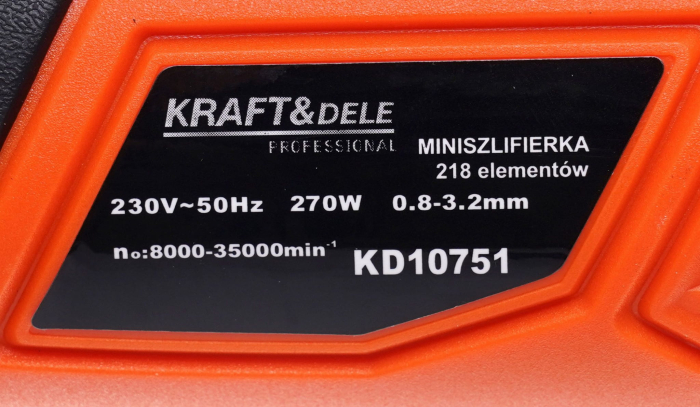 KRAFT&DELE
PROFESSIONAL
MINISZLIFIERKA
218 elementów
230V~50Hz 270W 0.8-3.2mm
no:8000-35000min⁻¹
KD10751